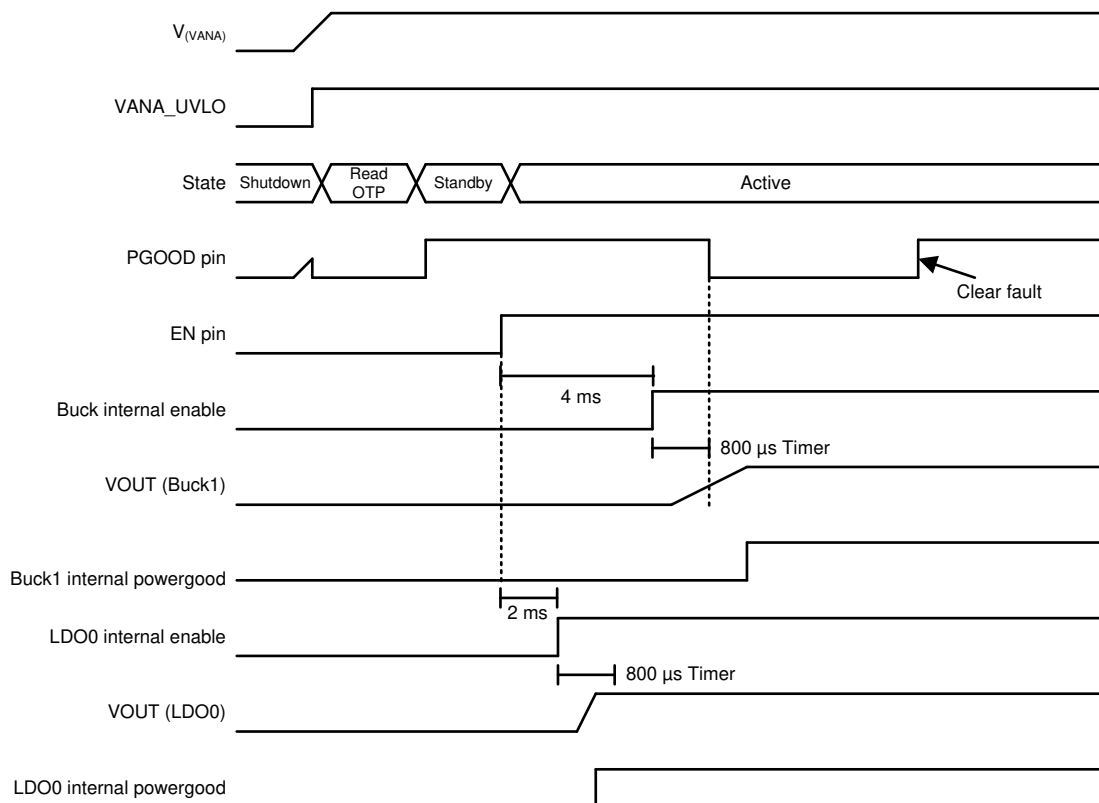 V(VANA)
VANA_UVLO
State
Shutdown
Read
OTP
Standby
Active
PGOOD pin
Clear fault
EN pin
4 ms
Buck internal enable
800 µs Timer
VOUT (Buck1)
Buck1 internal powergood
2 ms
LDO0 internal enable
800 µs Timer
VOUT (LDO0)
LDO0 internal powergood